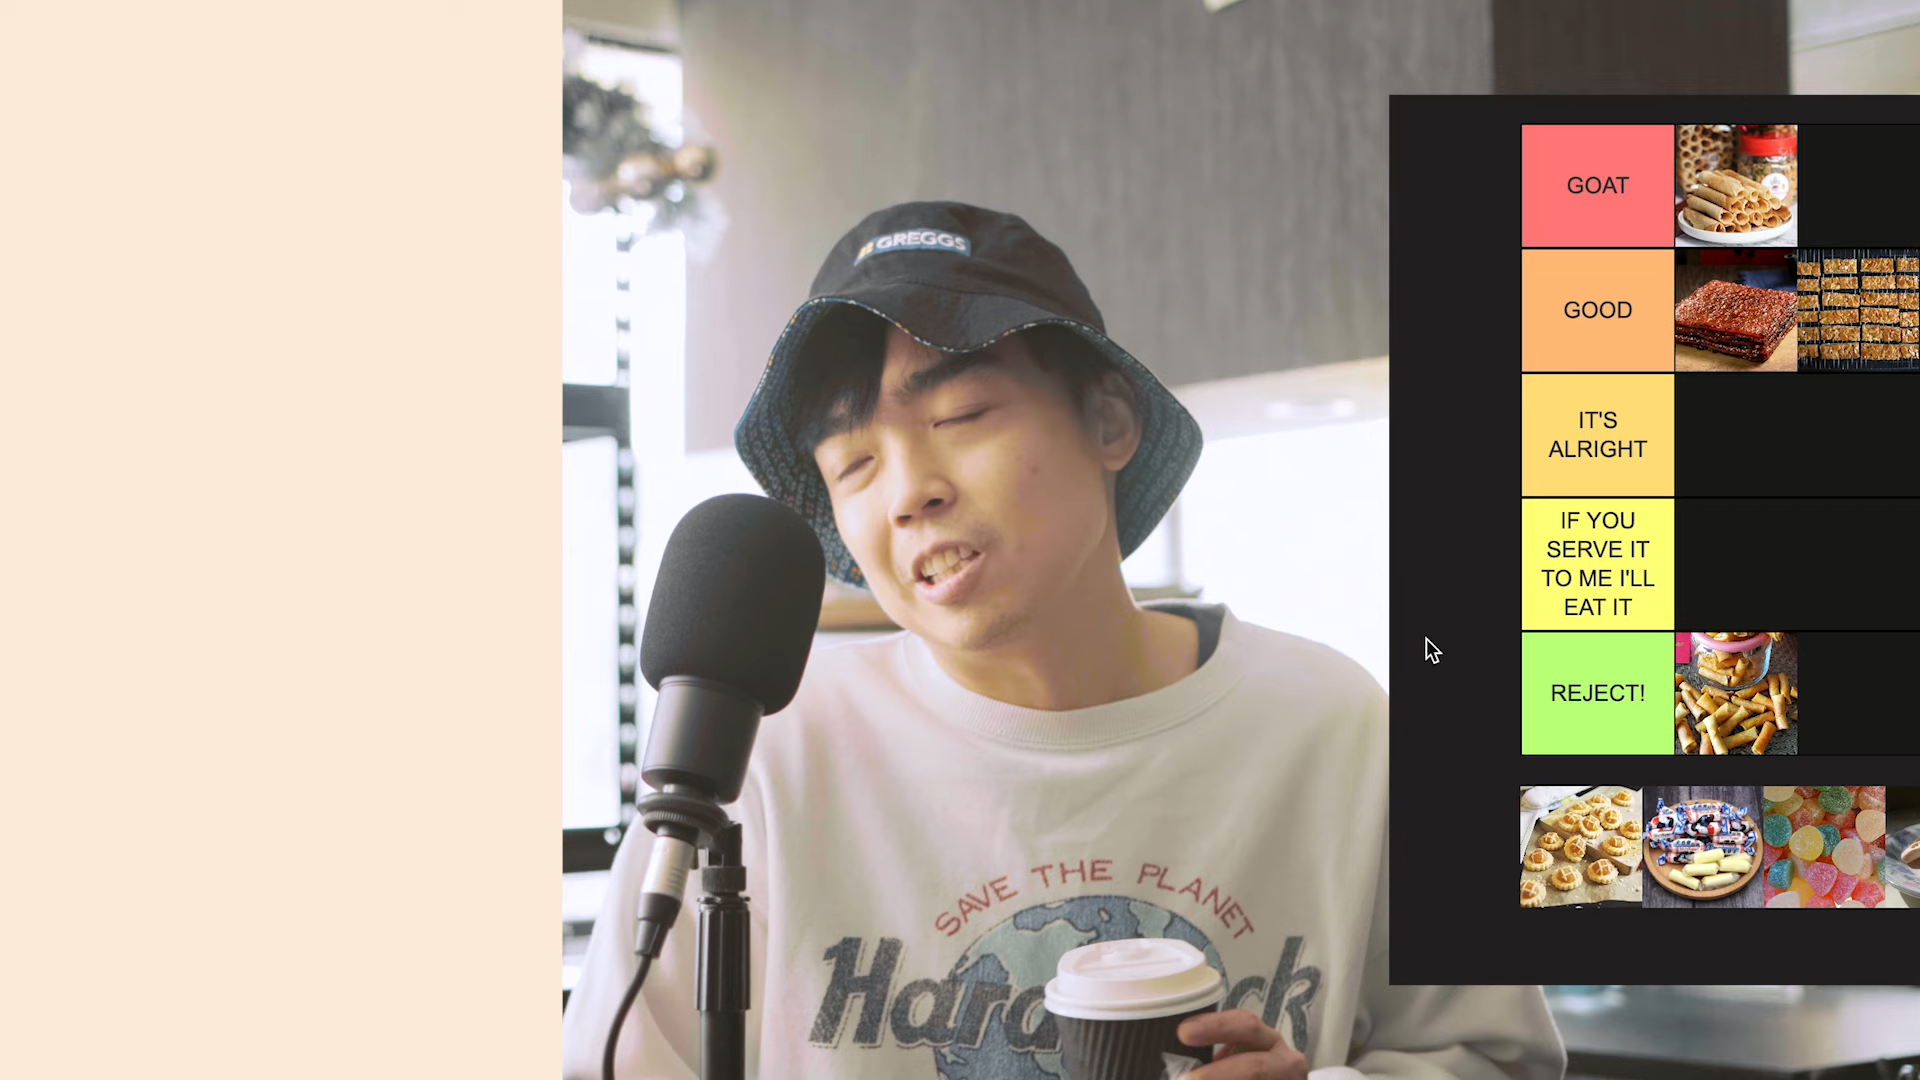 GREGGS
SAVE THE PLANET
GOAT
GOOD
IT'S
ALRIGHT
IF YOU
SERVE IT
TO ME I'LL
EAT IT
REJECT!